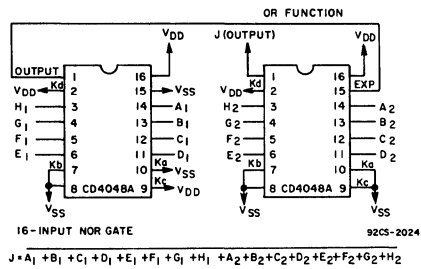 OR FUNCTION
OUTPUT J (OUTPUT)
VDD VDD
1 16 1 16
VDD Kd 2 15 VSS VDD Kd 2 15 EXP
H1 3 14 A1 H2 3 14 A2
G1 4 13 B1 G2 4 13 B2
F1 5 12 C1 F2 5 12 C2
E1 6 11 D1 E2 6 11 D2
Kb 7 10 Ka VSS Kb 7 10 Ka
8 CD4048A 9 Kc VDD 8 CD4048A 9 Kc
VSS VSS VSS
16-INPUT NOR GATE 92CS-2024
J=A1+B1+C1+D1+E1+F1+G1+H1+A2+B2+C2+D2+E2+F2+G2+H2